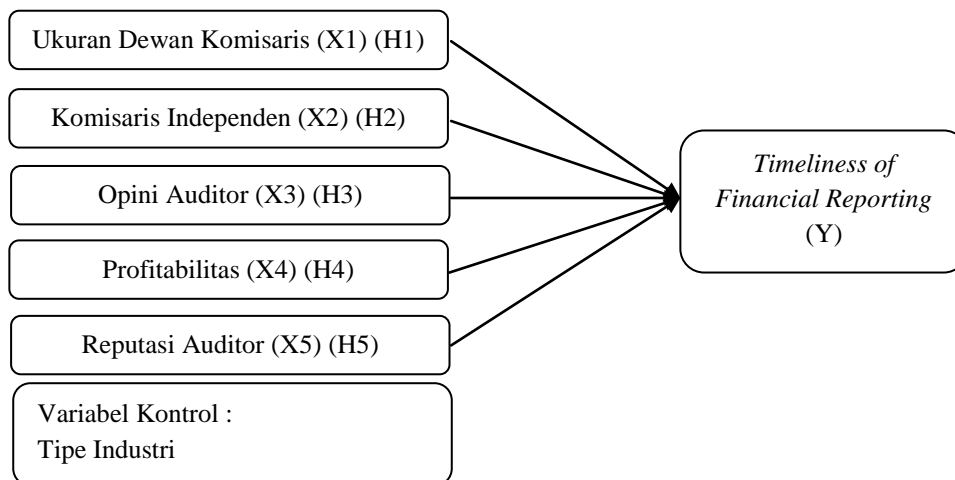 Ukuran Dewan Komisaris (X1) (H1)
Komisaris Independen (X2) (H2)
Opini Auditor (X3) (H3)
Profitabilitas (X4) (H4)
Reputasi Auditor (X5) (H5)
Variabel Kontrol :
Tipe Industri
Timeliness of
Financial Reporting
(Y)